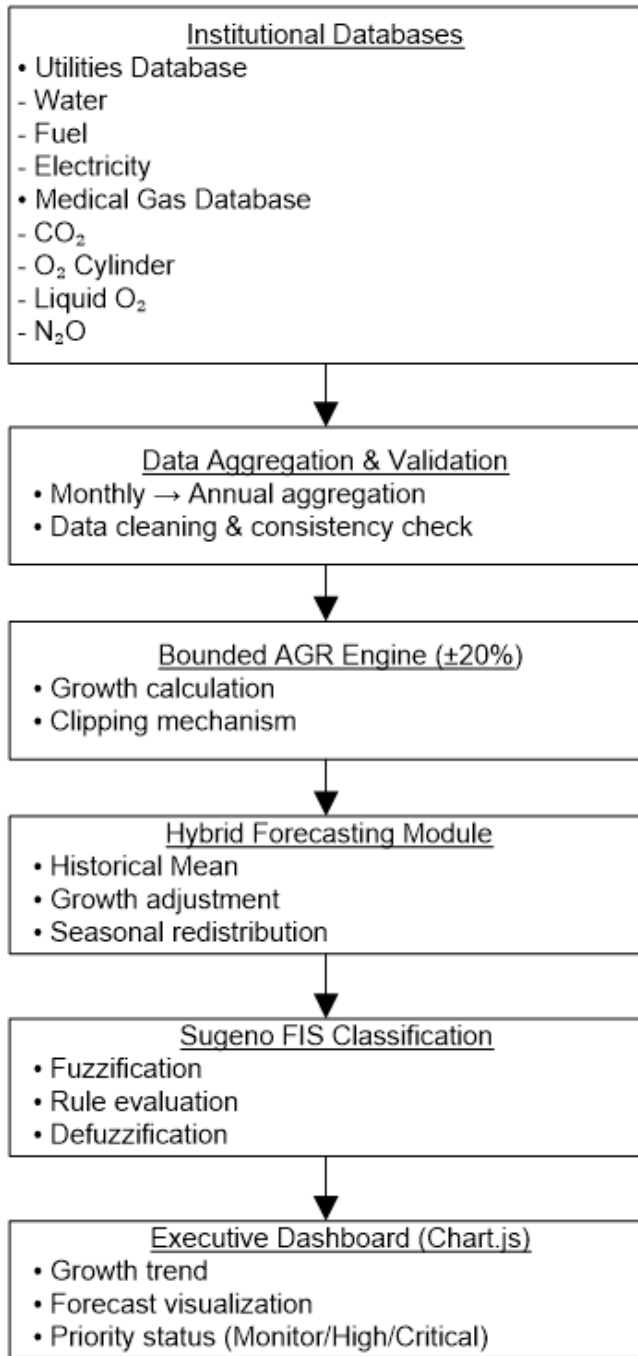 Institutional Databases
• Utilities Database
- Water
- Fuel
- Electricity
• Medical Gas Database
- CO₂
- O₂ Cylinder
- Liquid O₂
- N₂O
Data Aggregation & Validation
• Monthly → Annual aggregation
• Data cleaning & consistency check
Bounded AGR Engine (±20%)
• Growth calculation
• Clipping mechanism
Hybrid Forecasting Module
• Historical Mean
• Growth adjustment
• Seasonal redistribution
Sugeno FIS Classification
• Fuzzification
• Rule evaluation
• Defuzzification
Executive Dashboard (Chart.js)
• Growth trend
• Forecast visualization
• Priority status (Monitor/High/Critical)